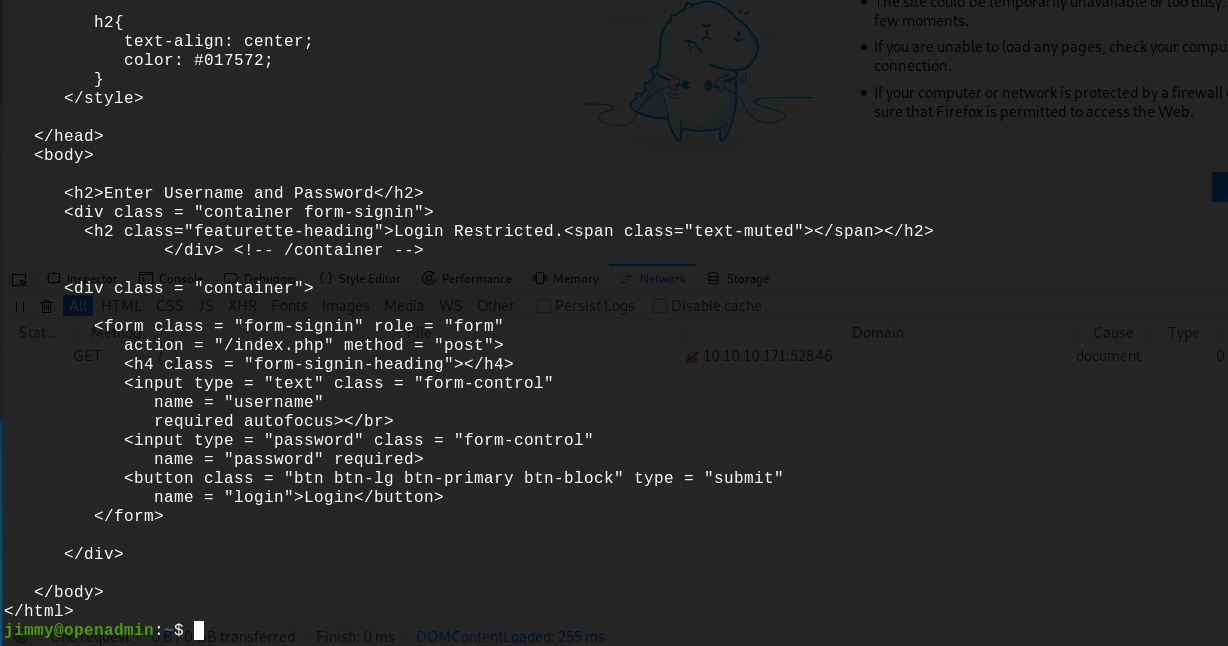 The site could be temporarily unavailable or too busy.
few moments.
h2{
text-align: center;
color: #017572;
}
</style>
If you are unable to load any pages, check your compu
connection.
If your computer or network is protected by a firewall
sure that Firefox is permitted to access the Web.
</head>
<body>
<h2>Enter Username and Password</h2>
<div class = "container form-signin">
<h2 class="featurette-heading">Login Restricted.<span class="text-muted"></span></h2>
</div> <!-- /container -->
Inspector Console Debugger { } Style Editor Performance Memory Network Storage
<div class = "container">
All HTML CSS JS XHR Fonts Images Media WS Other Persist Logs Disable cache
<form class = "form-signin" role = "form"
Stat... Method File Domain Cause Type
action = "/index.php" method = "post">
GET / 10.10.10.171:52846 document 0
<h4 class = "form-signin-heading"></h4>
<input type = "text" class = "form-control"
name = "username"
required autofocus></br>
<input type = "password" class = "form-control"
name = "password" required>
<button class = "btn btn-lg btn-primary btn-block" type = "submit"
name = "login">Login</button>
</form>
</div>
</body>
</html>
jimmy@openadmin:~$
One request 0 B / 0 B transferred Finish: 0 ms DOMContentLoaded: 255 ms